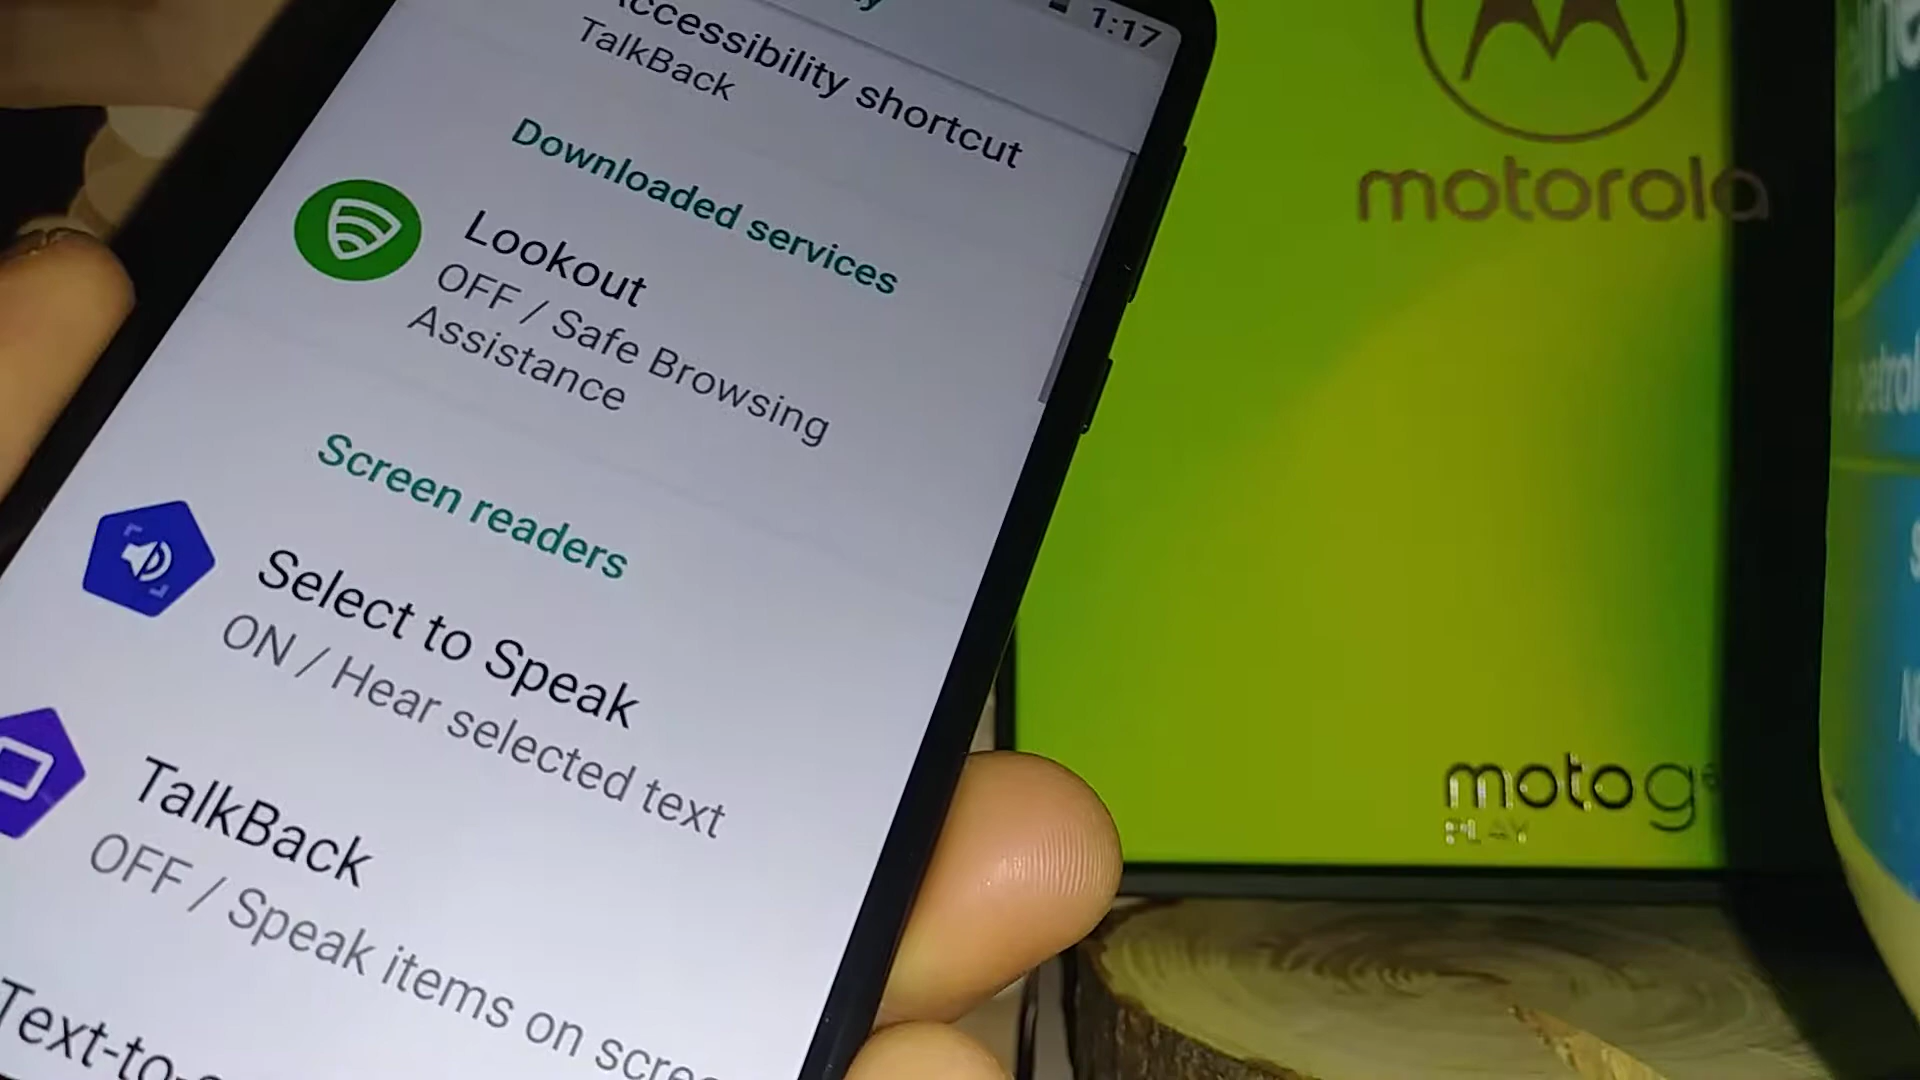 1:17
Accessibility shortcut
TalkBack
Downloaded services
Lookout
OFF / Safe Browsing
Assistance
Screen readers
Select to Speak
ON / Hear selected text
TalkBack
OFF / Speak items on scree
Text-to-
motorola
moto g
PLAY